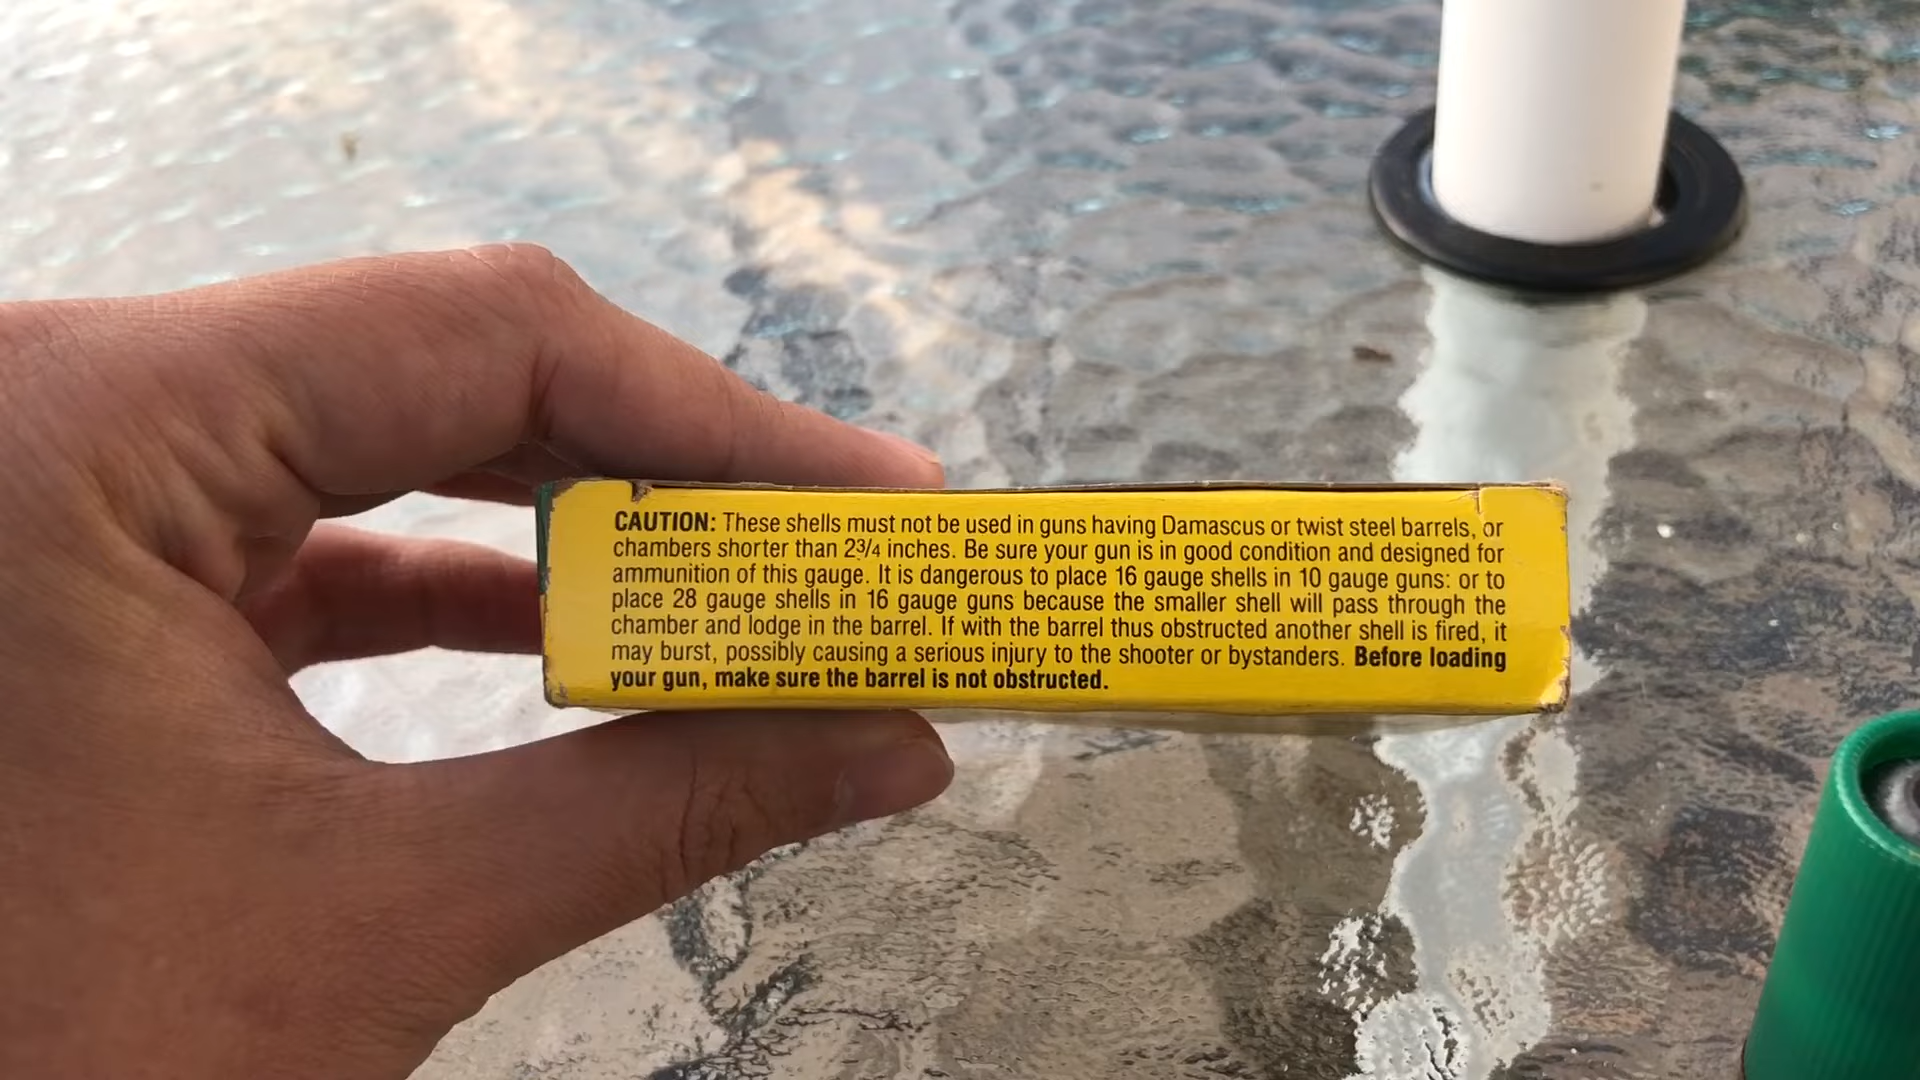 CAUTION: These shells must not be used in guns having Damascus or twist steel barrels, or
chambers shorter than 23/4 inches. Be sure your gun is in good condition and designed for
ammunition of this gauge. It is dangerous to place 16 gauge shells in 10 gauge guns: or to
place 28 gauge shells in 16 gauge guns because the smaller shell will pass through the
chamber and lodge in the barrel. If with the barrel thus obstructed another shell is fired, it
may burst, possibly causing a serious injury to the shooter or bystanders. Before loading
your gun, make sure the barrel is not obstructed.